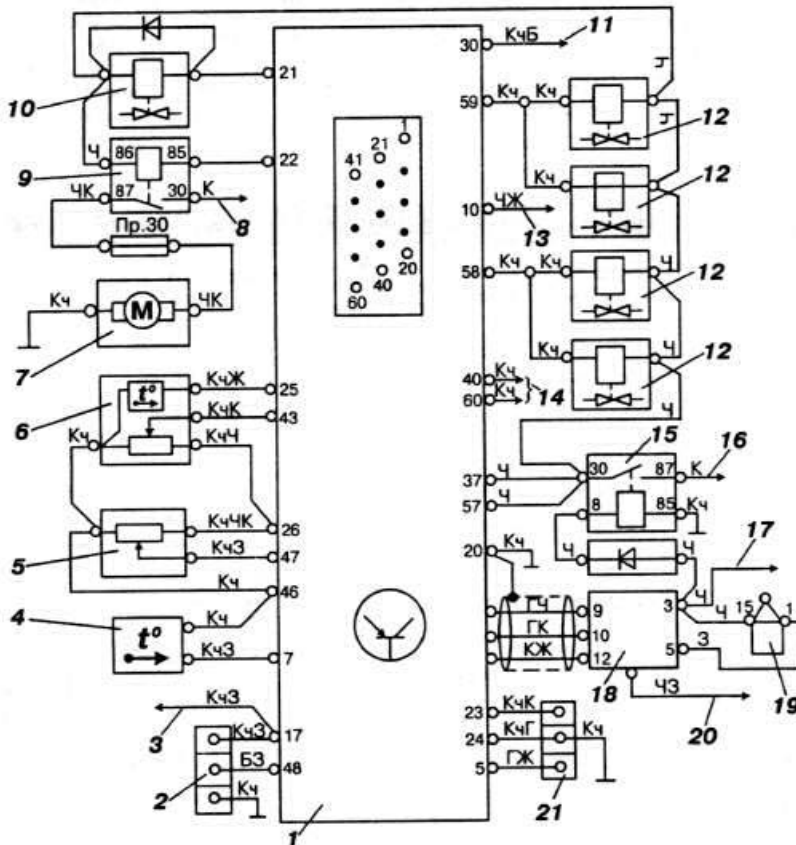 30 КчБ 11
21
10
59 Кч Кч Ч
Ч
12
1
21
41
Ч 86 85 22
9
ЧК 87 30 К
8
Кч
12
10 ЧЖ
13
Пр.30
20
40
60
58 Кч Кч Ч
12
Кч М ЧК
7
Кч
12
40 Кч
60 Кч
14
t° КчЖ 25
6
КчК 43
Кч КчЧ
Ч
15
37 Ч 30 87 К 16
57 Ч
8 85 Кч
КчЧК 26
5
КчЗ 47
20 Кч
Ч Ч
17
Кч 46
4
t° Кч
КчЗ 7
ГЧ 9
ГК 10
КЖ 12
3 Ч
Ч 15 1
5 З
18
19
ЧЗ
20
КчЗ
3
КчЗ 17
2
БЗ 48
Кч
23 КчК
24 КчГ Кч
5 ГЖ
21
1